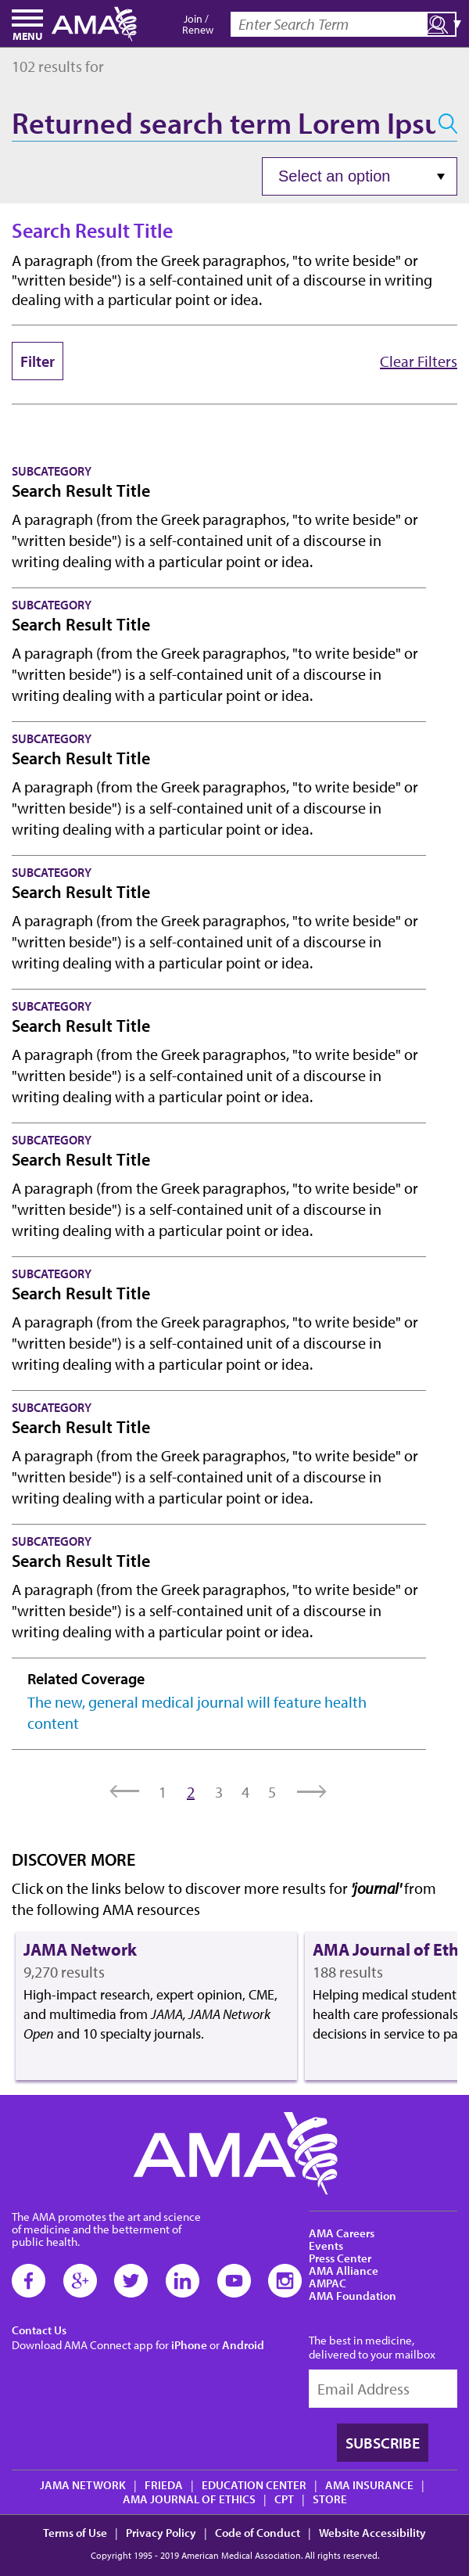 MENU
AMA
Join /
Renew
Enter Search Term
102 results for
Returned search term Lorem Ipsu
Select an option
Search Result Title
A paragraph (from the Greek paragraphos, "to write beside" or
"written beside") is a self-contained unit of a discourse in writing
dealing with a particular point or idea.
Filter
Clear Filters
SUBCATEGORY
Search Result Title
A paragraph (from the Greek paragraphos, "to write beside" or
"written beside") is a self-contained unit of a discourse in
writing dealing with a particular point or idea.
SUBCATEGORY
Search Result Title
A paragraph (from the Greek paragraphos, "to write beside" or
"written beside") is a self-contained unit of a discourse in
writing dealing with a particular point or idea.
SUBCATEGORY
Search Result Title
A paragraph (from the Greek paragraphos, "to write beside" or
"written beside") is a self-contained unit of a discourse in
writing dealing with a particular point or idea.
SUBCATEGORY
Search Result Title
A paragraph (from the Greek paragraphos, "to write beside" or
"written beside") is a self-contained unit of a discourse in
writing dealing with a particular point or idea.
SUBCATEGORY
Search Result Title
A paragraph (from the Greek paragraphos, "to write beside" or
"written beside") is a self-contained unit of a discourse in
writing dealing with a particular point or idea.
SUBCATEGORY
Search Result Title
A paragraph (from the Greek paragraphos, "to write beside" or
"written beside") is a self-contained unit of a discourse in
writing dealing with a particular point or idea.
SUBCATEGORY
Search Result Title
A paragraph (from the Greek paragraphos, "to write beside" or
"written beside") is a self-contained unit of a discourse in
writing dealing with a particular point or idea.
SUBCATEGORY
Search Result Title
A paragraph (from the Greek paragraphos, "to write beside" or
"written beside") is a self-contained unit of a discourse in
writing dealing with a particular point or idea.
SUBCATEGORY
Search Result Title
A paragraph (from the Greek paragraphos, "to write beside" or
"written beside") is a self-contained unit of a discourse in
writing dealing with a particular point or idea.
Related Coverage
The new, general medical journal will feature health
content
1 2 3 4 5
DISCOVER MORE
Click on the links below to discover more results for 'journal' from
the following AMA resources
JAMA Network
9,270 results
High-impact research, expert opinion, CME,
and multimedia from JAMA, JAMA Network
Open and 10 specialty journals.
AMA Journal of Eth
188 results
Helping medical student
health care professionals
decisions in service to pa
AMA
The AMA promotes the art and science
of medicine and the betterment of
public health.
Contact Us
Download AMA Connect app for iPhone or Android
AMA Careers
Events
Press Center
AMA Alliance
AMPAC
AMA Foundation
The best in medicine,
delivered to your mailbox
Email Address
SUBSCRIBE
JAMA NETWORK | FRIEDA | EDUCATION CENTER | AMA INSURANCE |
AMA JOURNAL OF ETHICS | CPT | STORE
Terms of Use | Privacy Policy | Code of Conduct | Website Accessibility
Copyright 1995 - 2019 American Medical Association. All rights reserved.